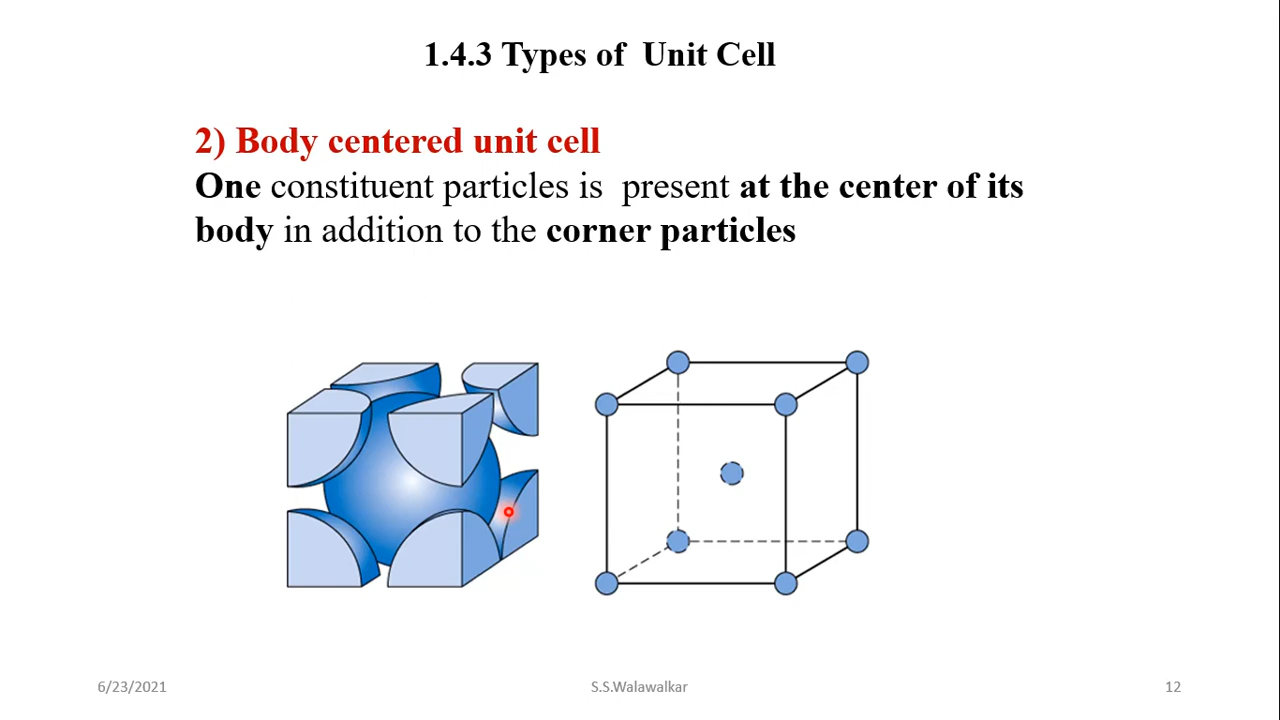 1.4.3 Types of Unit Cell
2) Body centered unit cell
One constituent particles is present at the center of its
body in addition to the corner particles
6/23/2021
S.S.Walawalkar
12